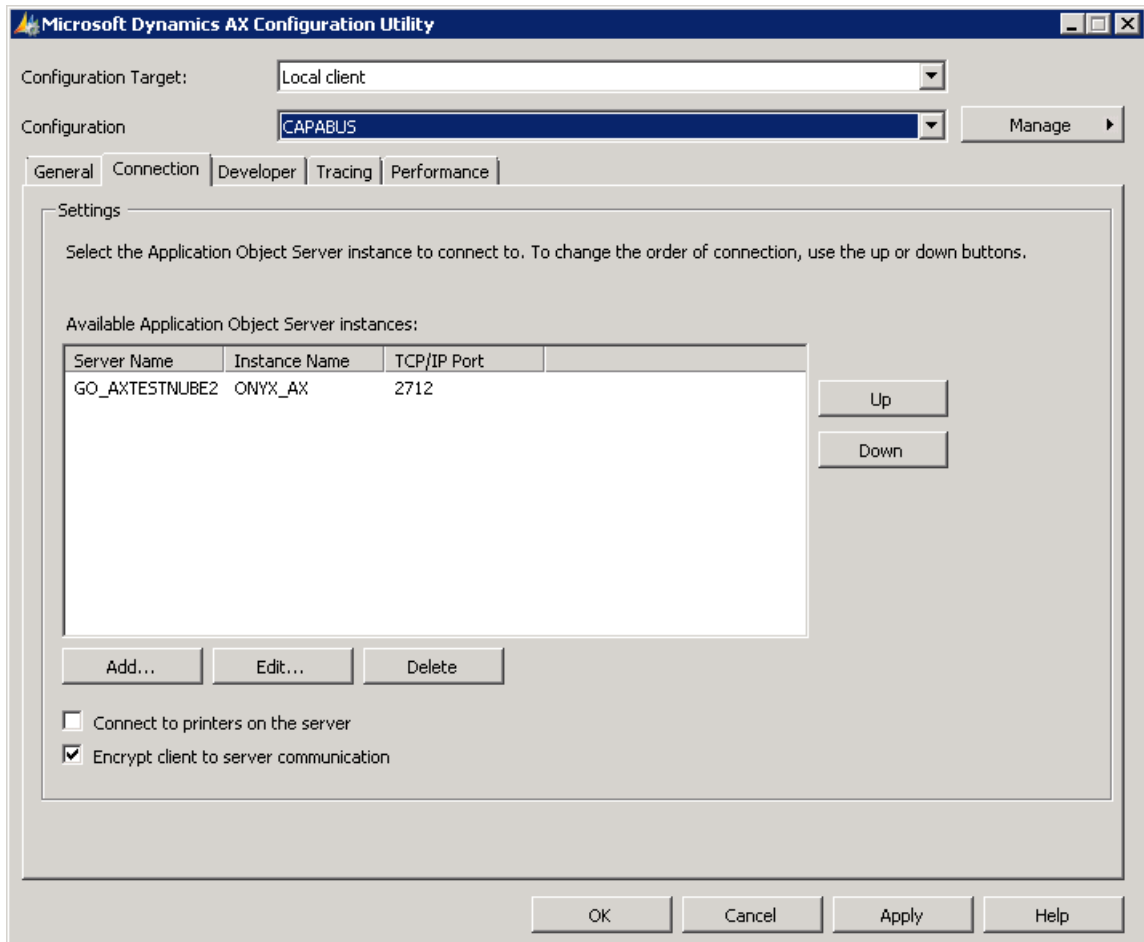 Microsoft Dynamics AX Configuration Utility
Configuration Target: Local client
Configuration CAPABUS Manage
General Connection Developer Tracing Performance
Settings
Select the Application Object Server instance to connect to. To change the order of connection, use the up or down buttons.
Available Application Object Server instances:
Server Name Instance Name TCP/IP Port
GO_AXTESTNUBE2 ONYX_AX 2712
Up
Down
Add... Edit... Delete
Connect to printers on the server
Encrypt client to server communication
OK Cancel Apply Help